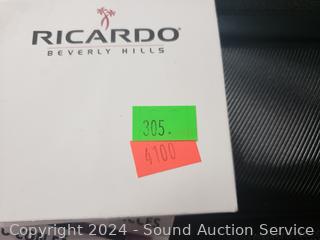 RICARDO
BEVERLY HILLS
305.
4100
Copyright 2024 - Sound Auction Service